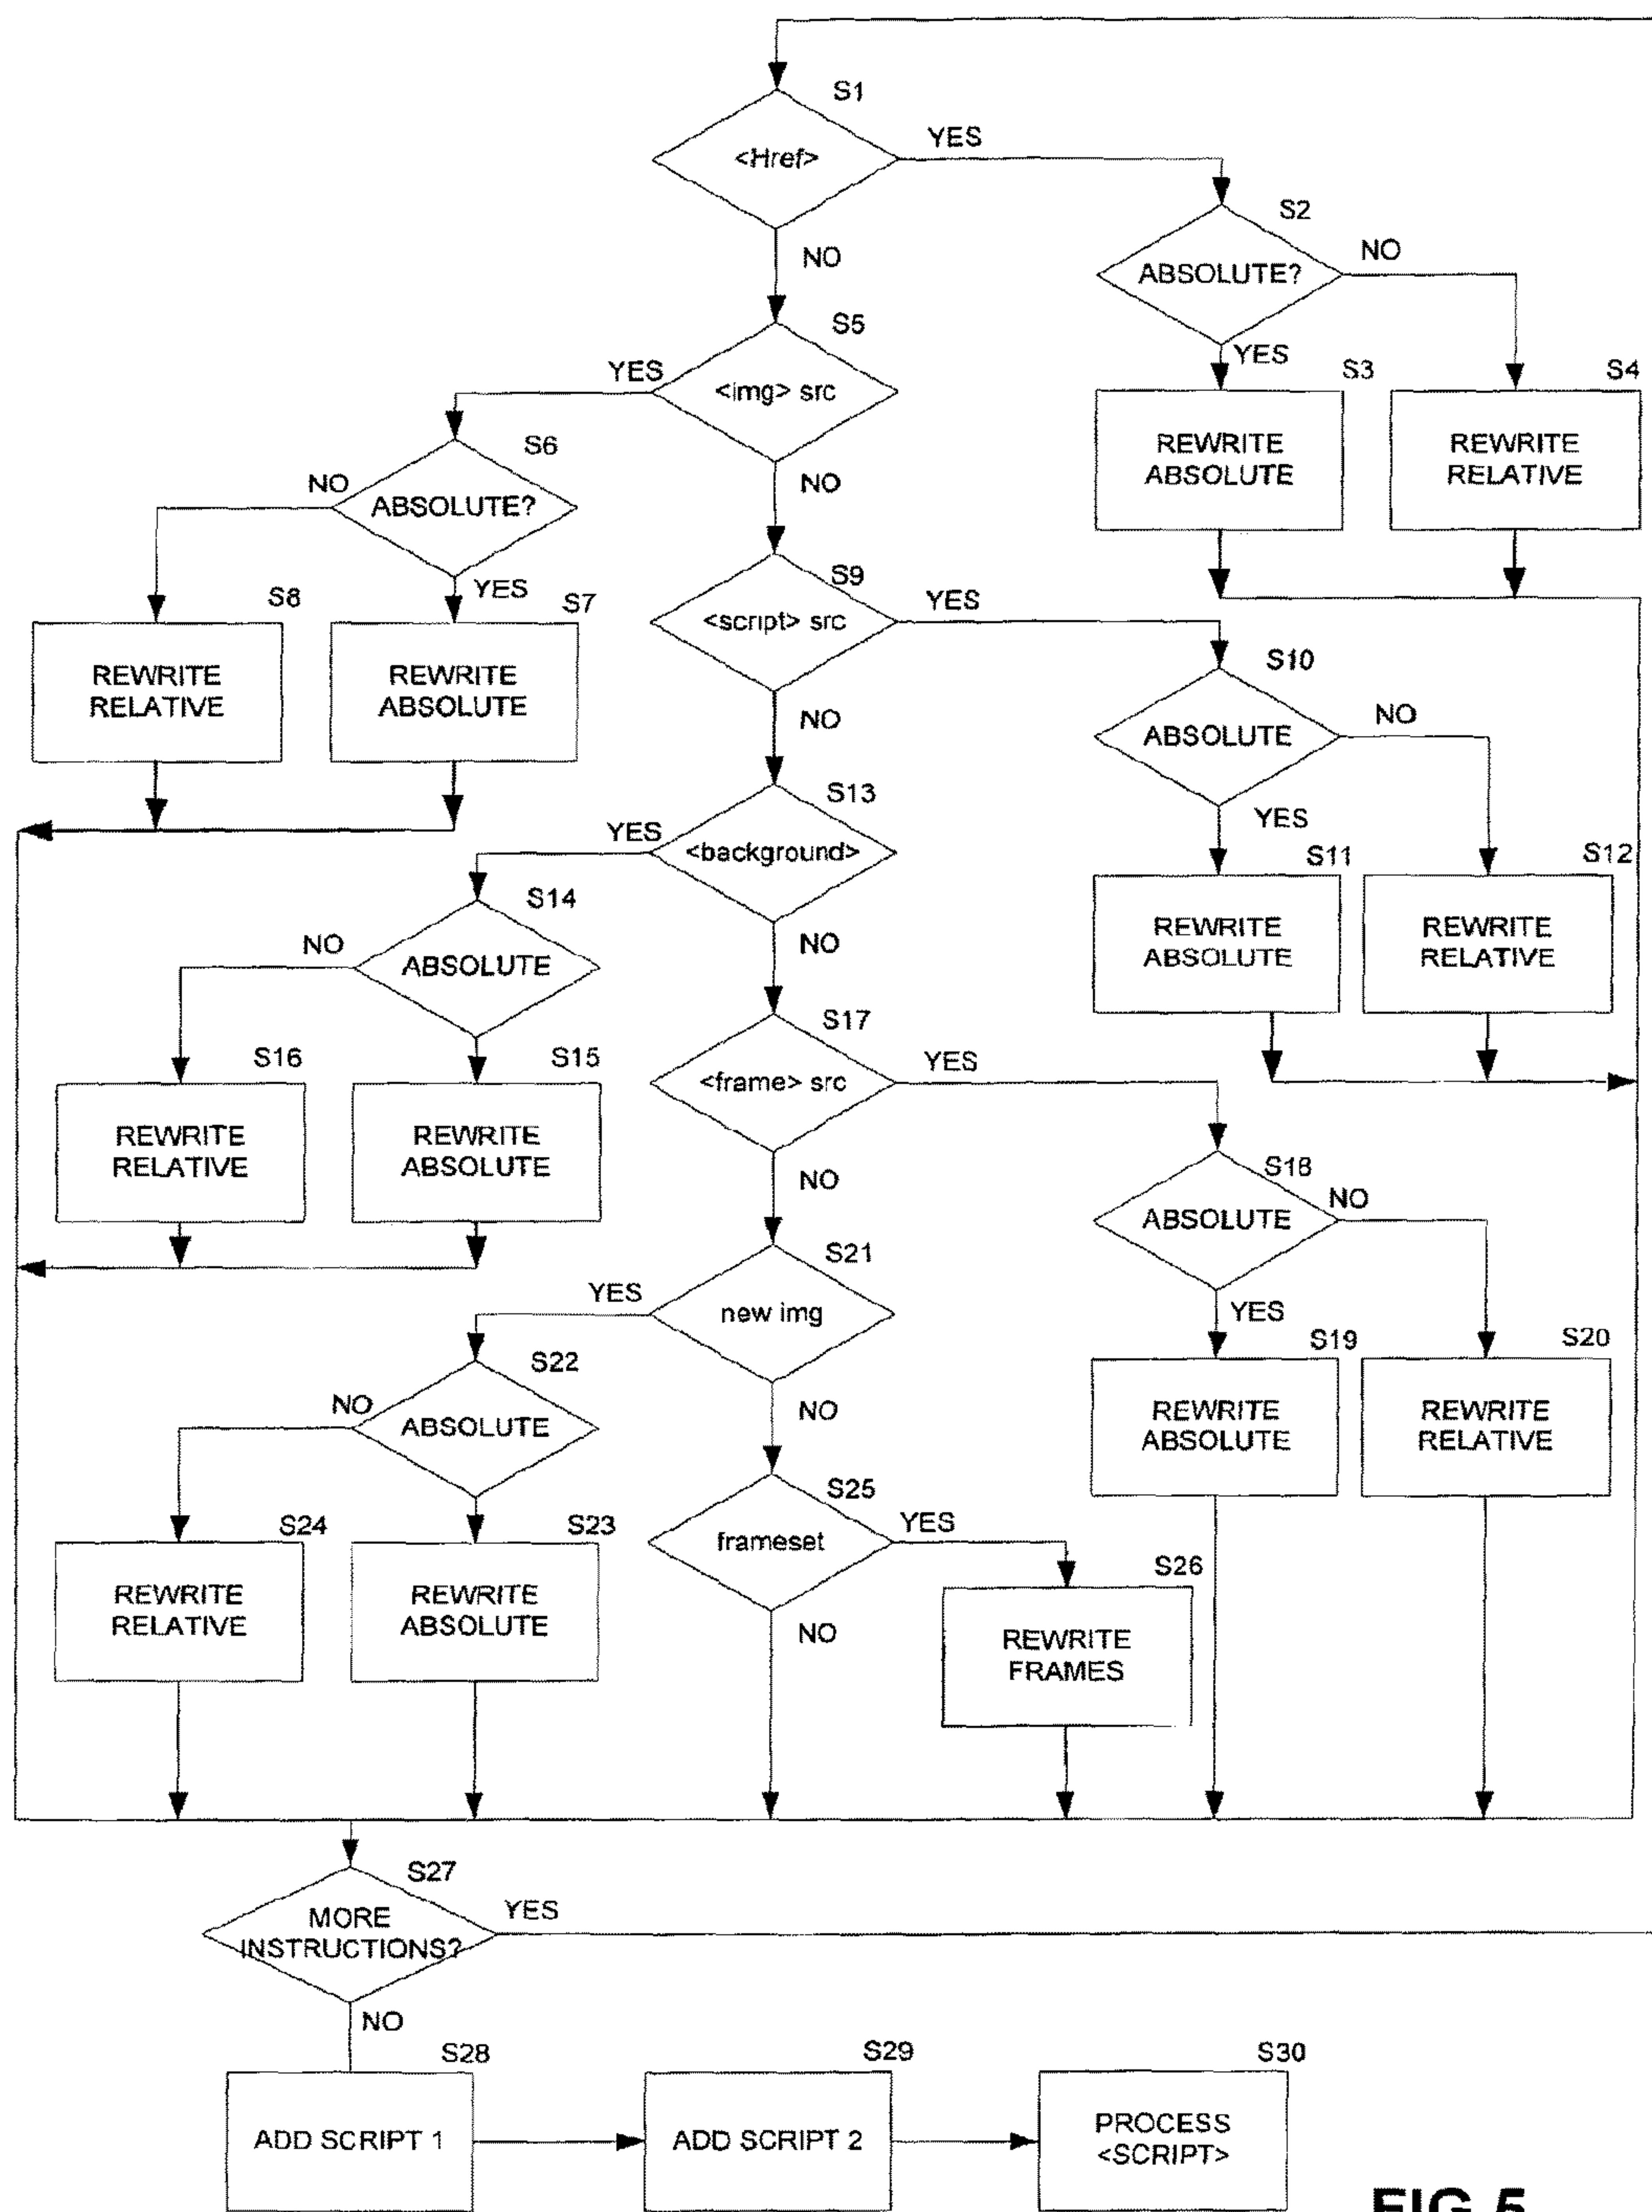 S1
<Href>
YES
NO
S2
ABSOLUTE?
NO
YES
S3
REWRITE
ABSOLUTE
S4
REWRITE
RELATIVE
S5
<img> src
YES
NO
S6
ABSOLUTE?
NO
YES
S8
REWRITE
RELATIVE
S7
REWRITE
ABSOLUTE
S9
<script> src
YES
NO
S10
ABSOLUTE
NO
YES
S11
REWRITE
ABSOLUTE
S12
REWRITE
RELATIVE
S13
<background>
YES
NO
S14
ABSOLUTE
NO
S16
REWRITE
RELATIVE
S15
REWRITE
ABSOLUTE
S17
<frame> src
YES
NO
S18
ABSOLUTE
NO
YES
S19
REWRITE
ABSOLUTE
S20
REWRITE
RELATIVE
S21
new img
YES
NO
S22
ABSOLUTE
NO
S24
REWRITE
RELATIVE
S23
REWRITE
ABSOLUTE
S25
frameset
YES
NO
S26
REWRITE
FRAMES
S27
MORE
INSTRUCTIONS?
YES
NO
S28
ADD SCRIPT 1
S29
ADD SCRIPT 2
S30
PROCESS
<SCRIPT>
FIG 5